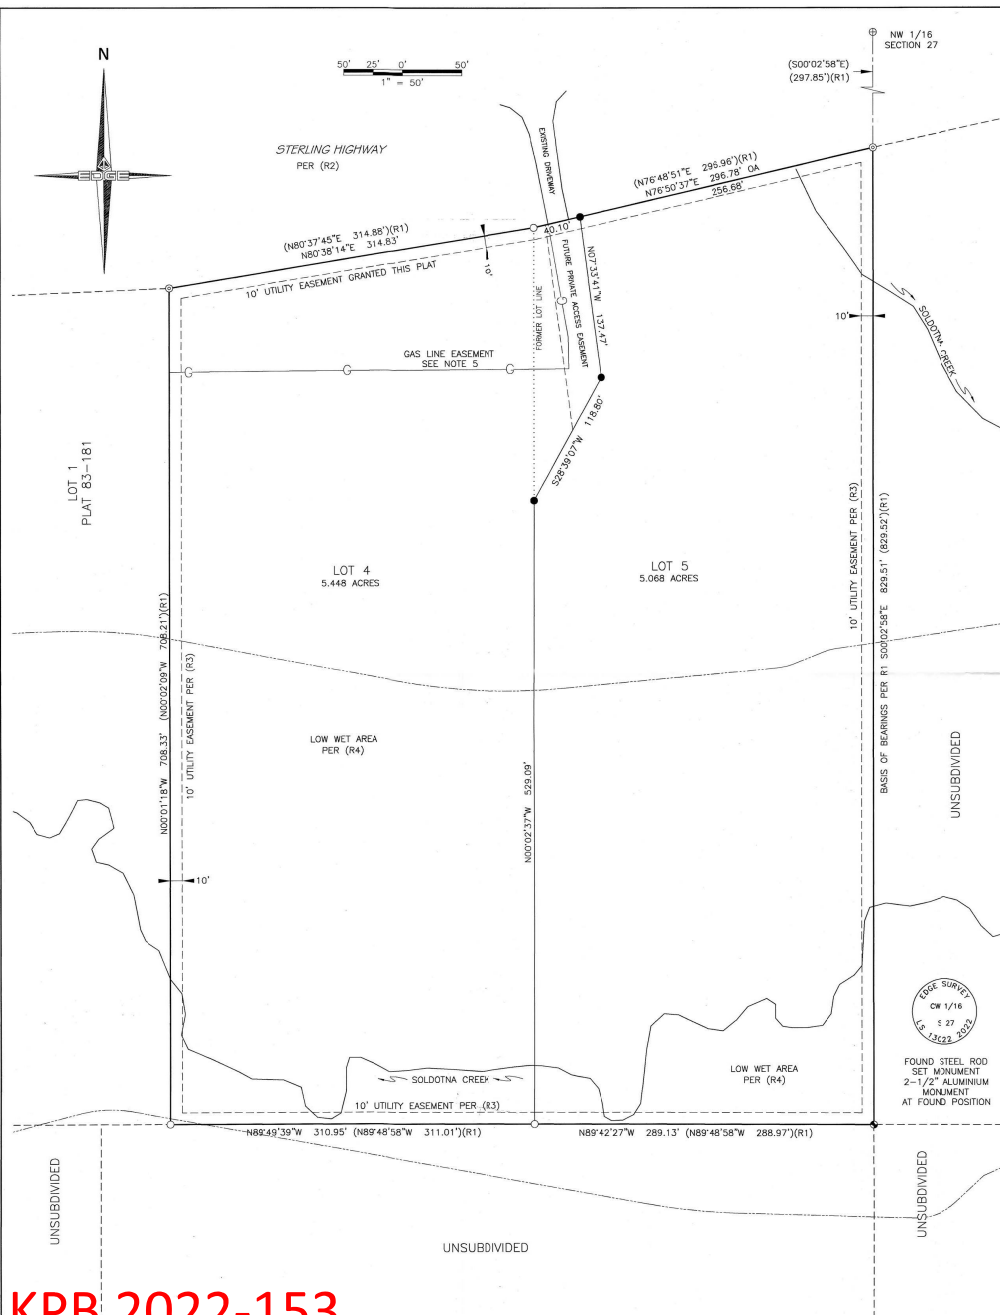 N
50' 25' 0' 50'
1" = 50'
NW 1/16
SECTION 27
(S00°02'58"E)
(297.85')(R1)
STERLING HIGHWAY
PER (R2)
EDGE
EXISTING DRIVEWAY
(N76°48'51"E 296.96')(R1)
N76°50'37"E 296.78' OA
256.68'
40.10'
(N80°37'45"E 314.88')(R1)
N80°38'14"E 314.83'
10'
10' UTILITY EASEMENT GRANTED THIS PLAT
FORMER LOT LINE
FUTURE PRIVATE ACCESS EASEMENT
N07°33'41"W 137.47'
10'
SOLDOTNA CREEK
GAS LINE EASEMENT
SEE NOTE 5
G G G G
S28°39'07"W 118.80'
LOT 1
PLAT 83-181
LOT 4
5.448 ACRES
LOT 5
5.068 ACRES
10' UTILITY EASEMENT PER (R3)
BASIS OF BEARINGS PER R1 S00°02'58"E 829.51' (829.52')(R1)
N00°01'18"W 708.33' (N00°02'09"W 708.21')(R1)
10' UTILITY EASEMENT PER (R3)
LOW WET AREA
PER (R4)
N00°02'37"W 529.09'
UNSUBDIVIDED
10'
EDGE SURVEY
CW 1/16
S 27
LS 13022 2022
FOUND STEEL ROD
SET MONUMENT
2-1/2" ALUMINIUM
MONUMENT
AT FOUND POSITION
LOW WET AREA
PER (R4)
SOLDOTNA CREEK
10' UTILITY EASEMENT PER (R3)
N89°49'39"W 310.95' (N89°48'58"W 311.01')(R1)
N89°42'27"W 289.13' (N89°48'58"W 288.97')(R1)
UNSUBDIVIDED
UNSUBDIVIDED
UNSUBDIVIDED
KPB 2022-153